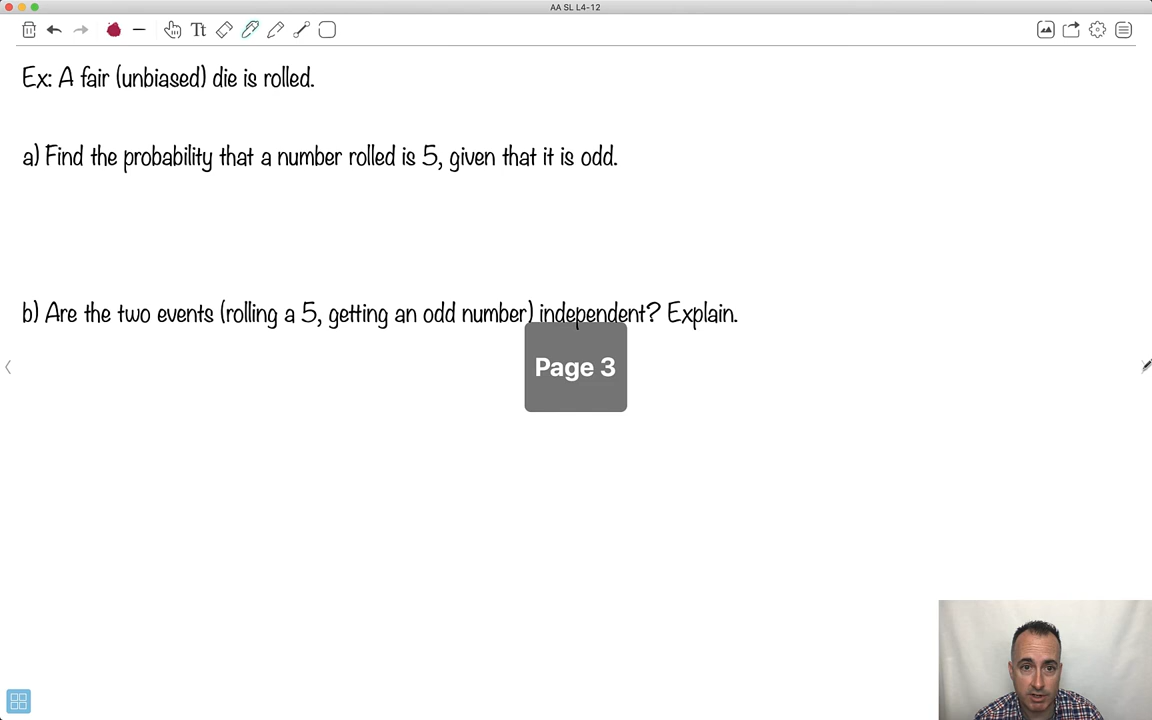 AA SL L4-12
Tt
Ex: A fair (unbiased) die is rolled.
a) Find the probability that a number rolled is 5, given that it is odd.
b) Are the two events (rolling a 5, getting an odd number) independent? Explain.
Page 3